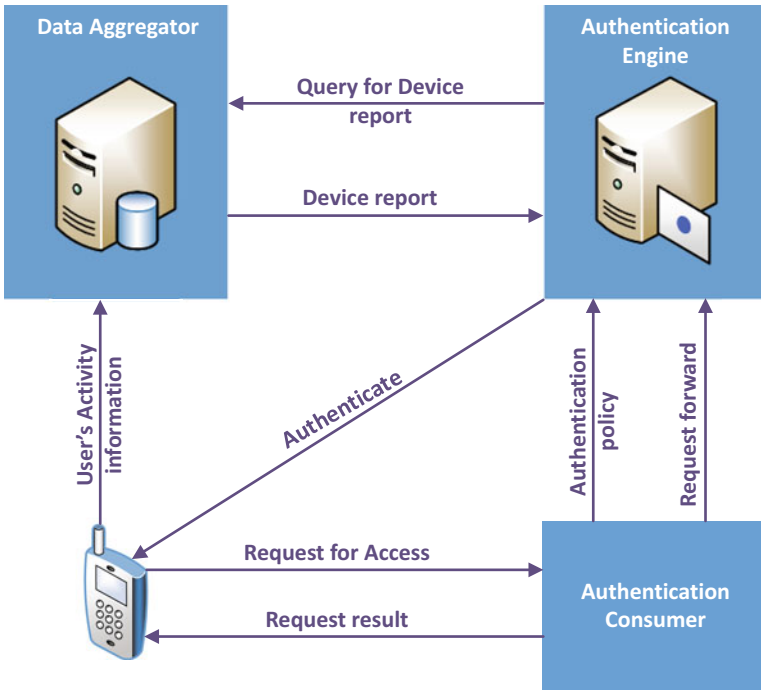 Data Aggregator
Authentication
Engine
Query for Device
report
Device report
User's Activity
information
Authenticate
Authentication
policy
Request forward
Request for Access
Request result
Authentication
Consumer